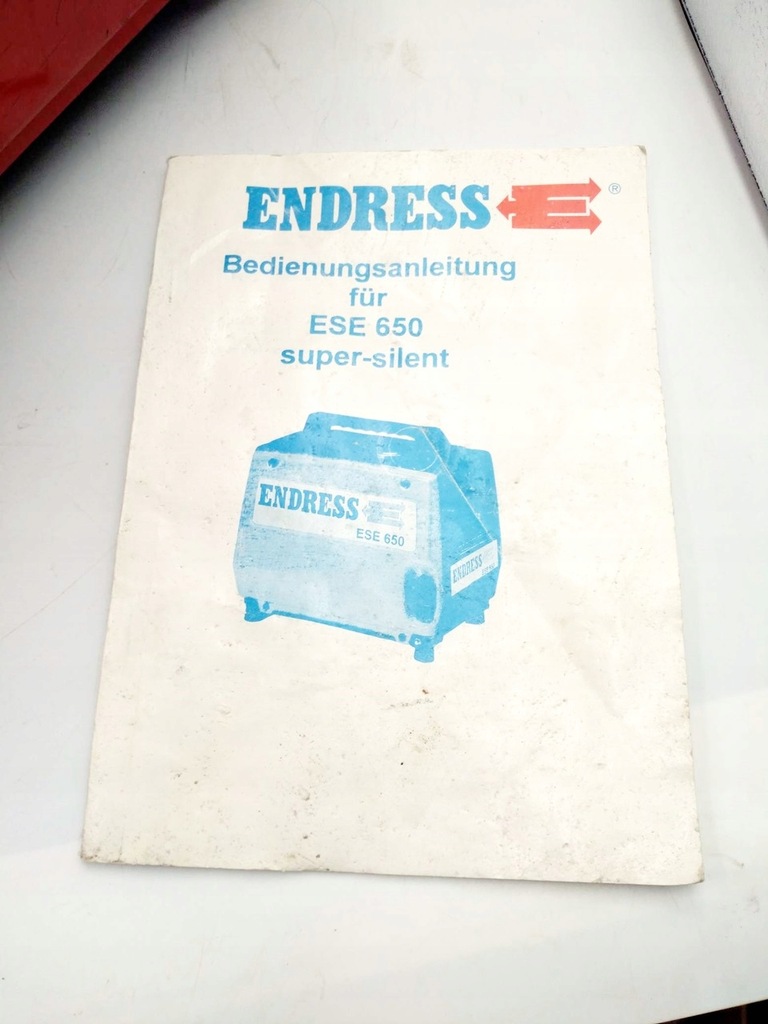 ENDRESS ®
Bedienungsanleitung
für
ESE 650
super-silent
ENDRESS
ESE 650
ENDRESS